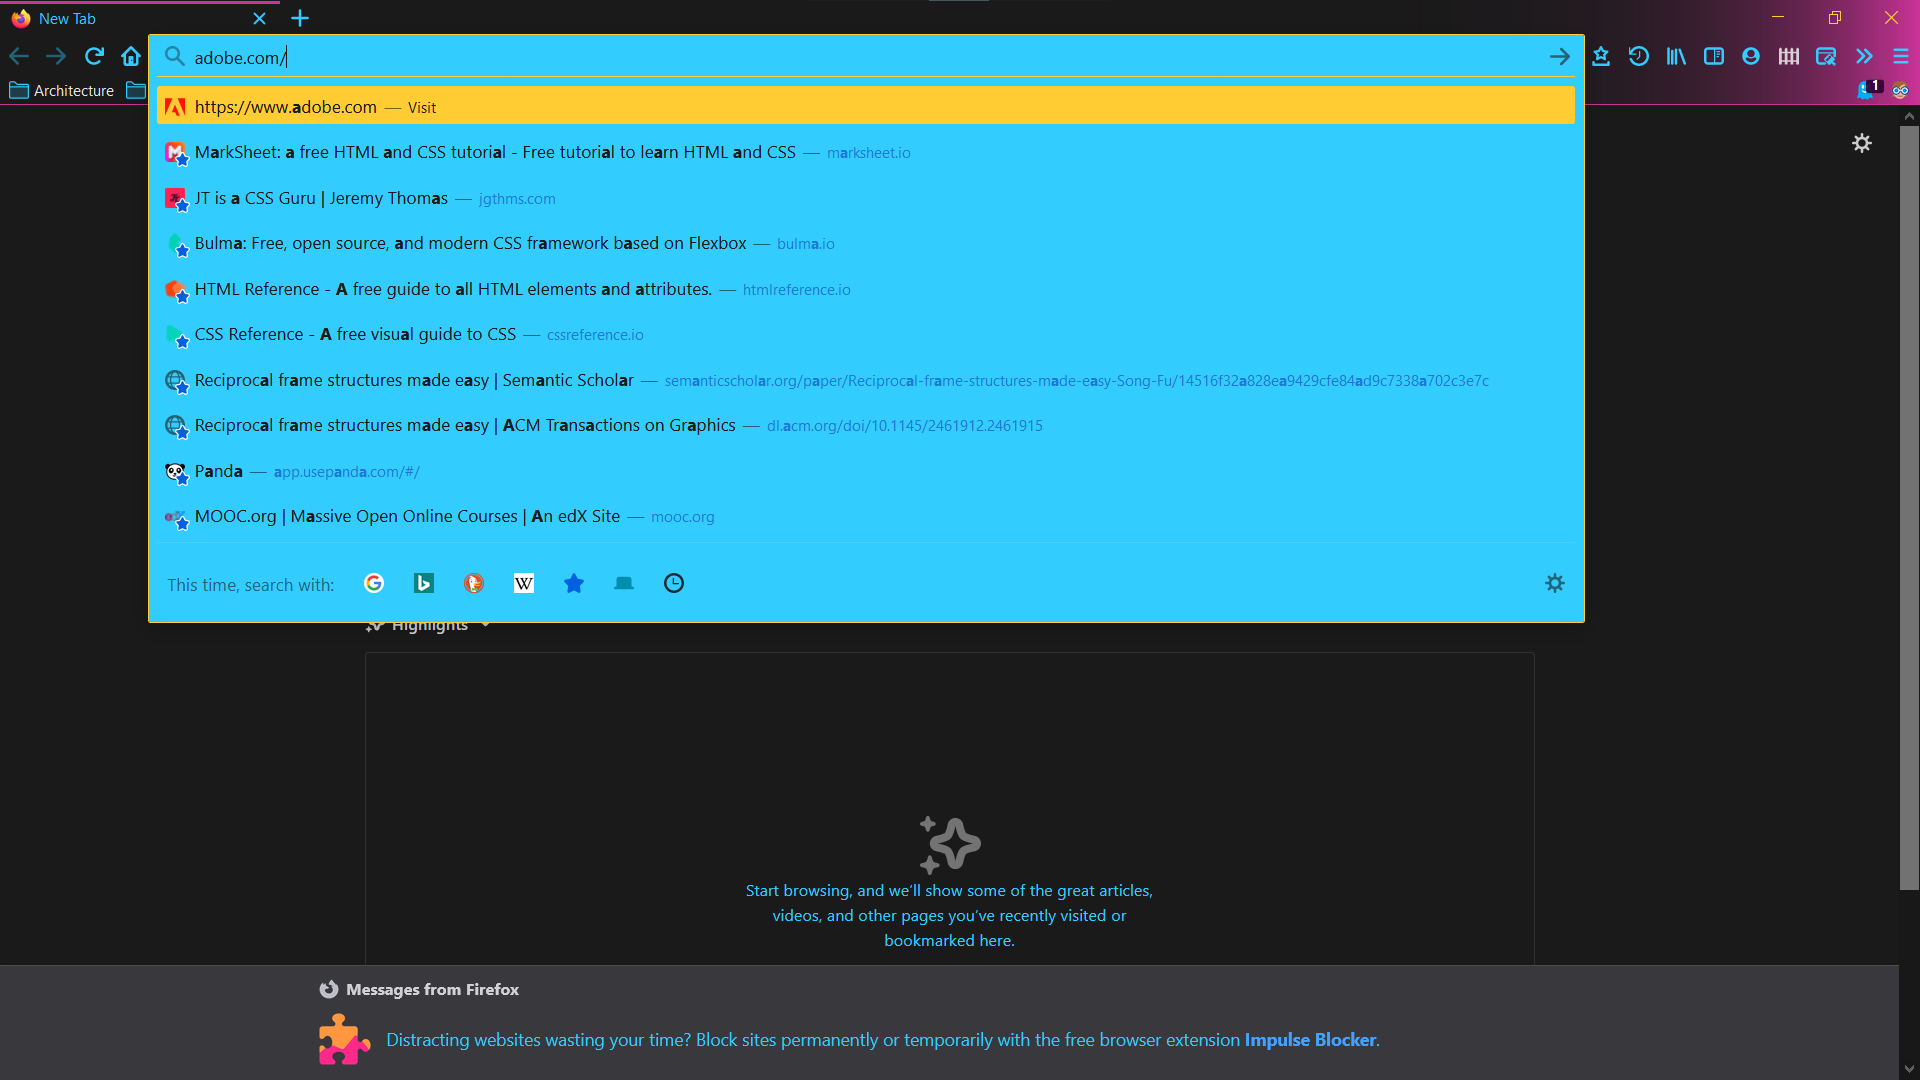 New Tab
adobe.com/
Architecture
1
https://www.adobe.com — Visit
MarkSheet: a free HTML and CSS tutorial - Free tutorial to learn HTML and CSS — marksheet.io
JT is a CSS Guru | Jeremy Thomas — jgthms.com
Bulma: Free, open source, and modern CSS framework based on Flexbox — bulma.io
HTML Reference - A free guide to all HTML elements and attributes. — htmlreference.io
CSS Reference - A free visual guide to CSS — cssreference.io
Reciprocal frame structures made easy | Semantic Scholar — semanticscholar.org/paper/Reciprocal-frame-structures-made-easy-Song-Fu/14516f32a828ea9429cfe84ad9c7338a702c3e7c
Reciprocal frame structures made easy | ACM Transactions on Graphics — dl.acm.org/doi/10.1145/2461912.2461915
Panda — app.usepanda.com/#/
MOOC.org | Massive Open Online Courses | An edX Site — mooc.org
This time, search with:
W
Highlights
Start browsing, and we'll show some of the great articles,
videos, and other pages you've recently visited or
bookmarked here.
Messages from Firefox
Distracting websites wasting your time? Block sites permanently or temporarily with the free browser extension Impulse Blocker.